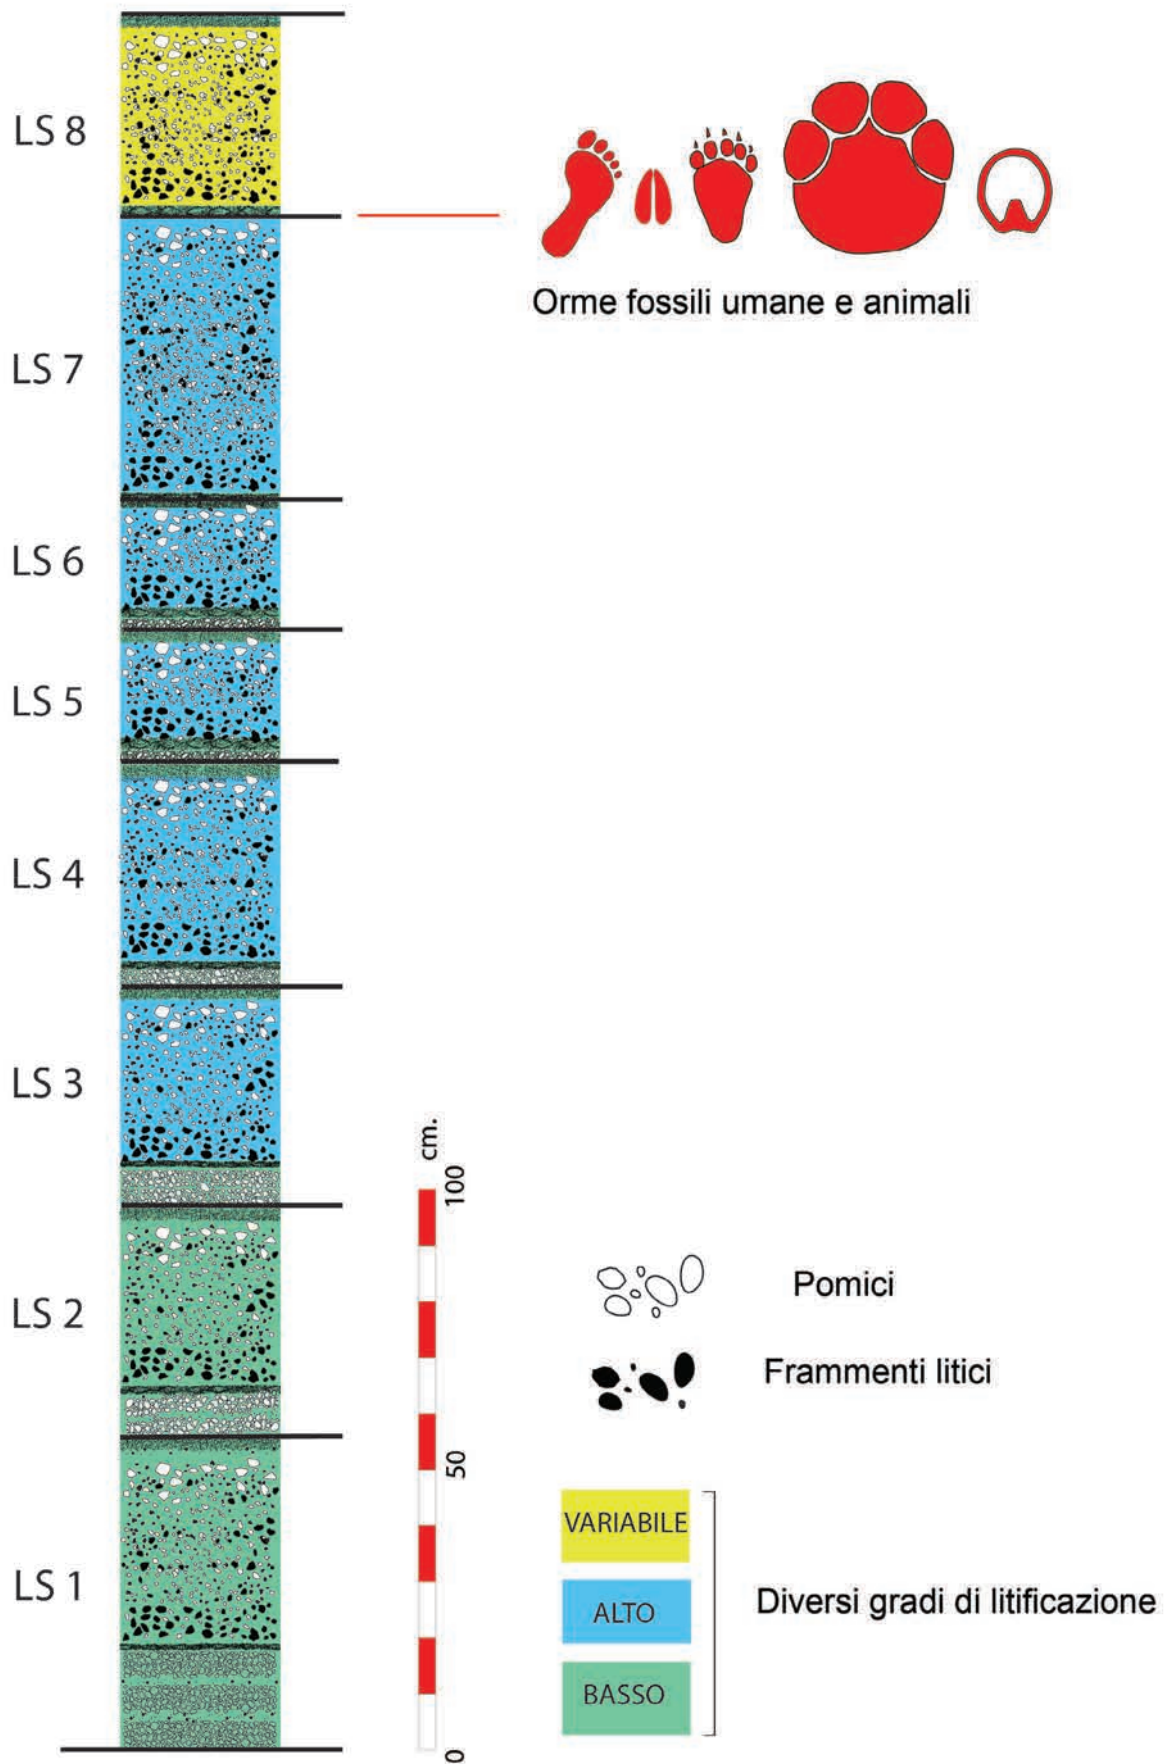 LS 8
Orme fossili umane e animali
LS 7
LS 6
LS 5
LS 4
LS 3
LS 2
LS 1
cm.
100
50
0
Pomici
Frammenti litici
VARIABILE
ALTO
BASSO
Diversi gradi di litificazione